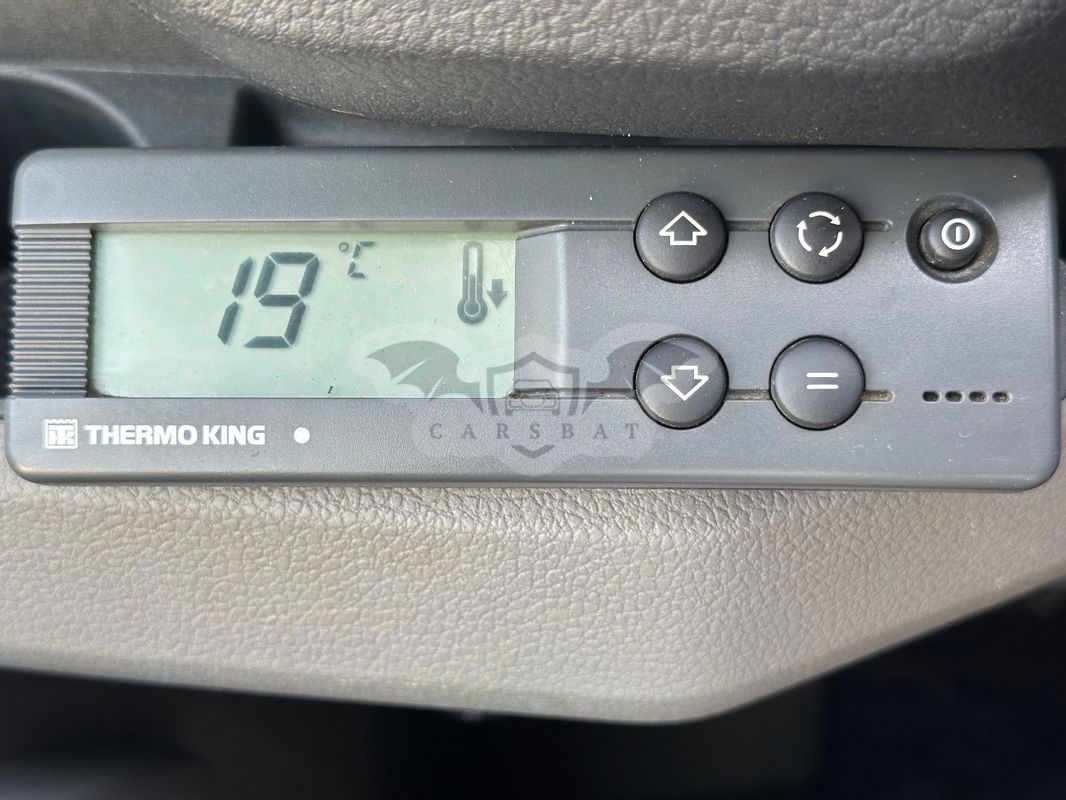 19 °C
THERMO KING
CARSBAT